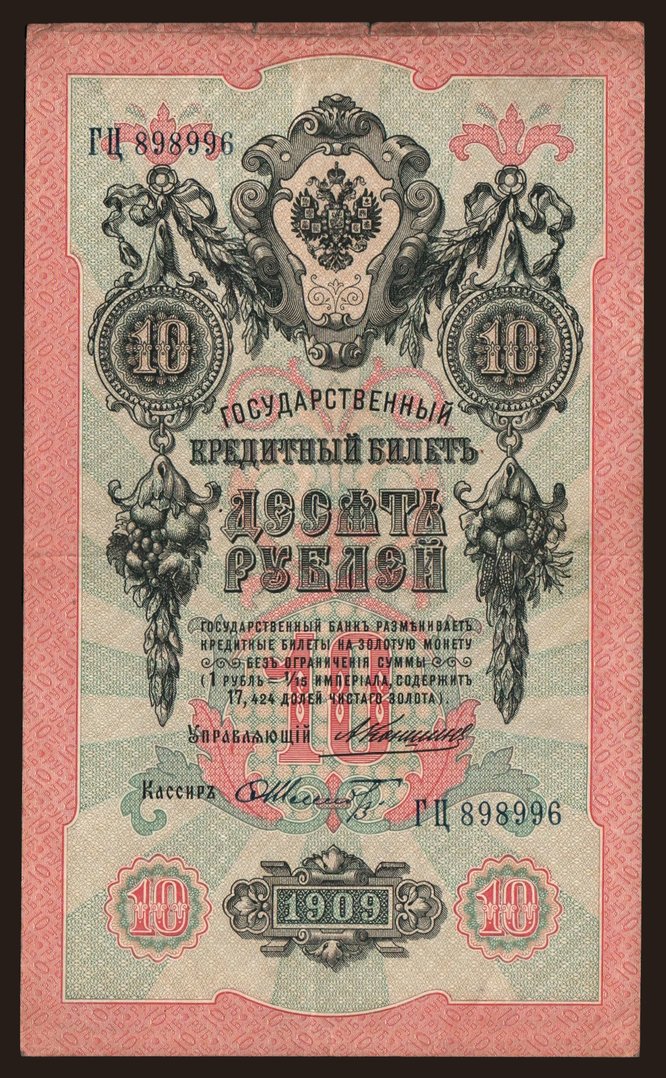 ГЦ 898996
10 10
ГОСУДАРСТВЕННЫЙ
КРЕДИТНЫЙ БИЛЕТЪ
ДЕСЯТЬ
РУБЛЕЙ
ГОСУДАРСТВЕННЫЙ БАНКЪ РАЗМѢНИВАЕТЪ
КРЕДИТНЫЕ БИЛЕТЫ НА ЗОЛОТУЮ МОНЕТУ
БЕЗЪ ОГРАНИЧЕНІЯ СУММЫ
(1 РУБЛЬ = 1/15 ИМПЕРІАЛА, СОДЕРЖИТЪ
17,424 ДОЛЕЙ ЧИСТАГО ЗОЛОТА).
10
УПРАВЛЯЮЩІЙ
Кассиръ
ГЦ 898996
10 1909 10